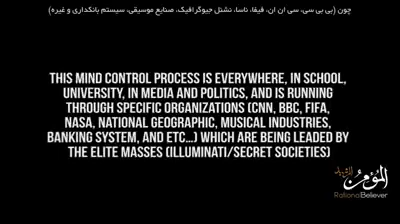 چون (بی بی سی، سی ان ان، فیفا، ناسا، نشنل جیوگرافیک، صنایع موسیقی، سیستم بانکداری و غیره)
THIS MIND CONTROL PROCESS IS EVERYWHERE, IN SCHOOL,
UNIVERSITY, IN MEDIA AND POLITICS, AND IS RUNNING
THROUGH SPECIFIC ORGANIZATIONS (CNN, BBC, FIFA,
NASA, NATIONAL GEOGRAPHIC, MUSICAL INDUSTRIES,
BANKING SYSTEM, AND ETC...) WHICH ARE BEING LEADED BY
THE ELITE MASSES (ILLUMINATI/SECRET SOCIETIES)
المؤمن الرشيد
RationalBeliever